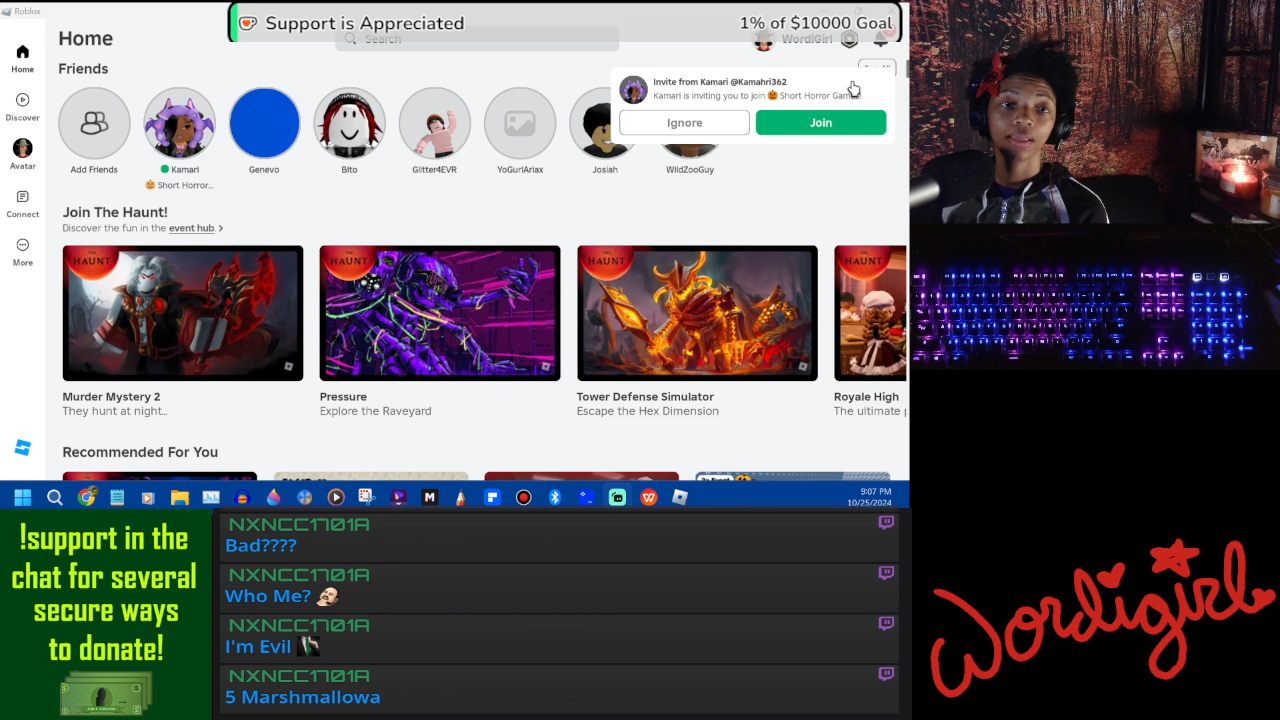 Roblox
Support is Appreciated
1% of $10000 Goal
Home
Search
WordiGirl
Friends
See All
Home
Discover
Avatar
Connect
More
Invite from Kamari @Kamahri362
Kamari is inviting you to join 🎃 Short Horror Games!
Ignore
Join
Add Friends
Kamari
🎃 Short Horror...
Genevo
Bito
Glitter4EVR
YoGurlAriax
Josiah
WildZooGuy
Join The Haunt!
Discover the fun in the event hub. >
THE HAUNT
THE HAUNT
THE HAUNT
THE HAUNT
Murder Mystery 2
They hunt at night...
Pressure
Explore the Raveyard
Tower Defense Simulator
Escape the Hex Dimension
Royale High
The ultimate
Recommended For You
9:07 PM
10/25/2024
!support in the
chat for several
secure ways
to donate!
NXNCC1701A
Bad????
NXNCC1701A
Who Me?
NXNCC1701A
I'm Evil
NXNCC1701A
5 Marshmallowa
Wordigirl